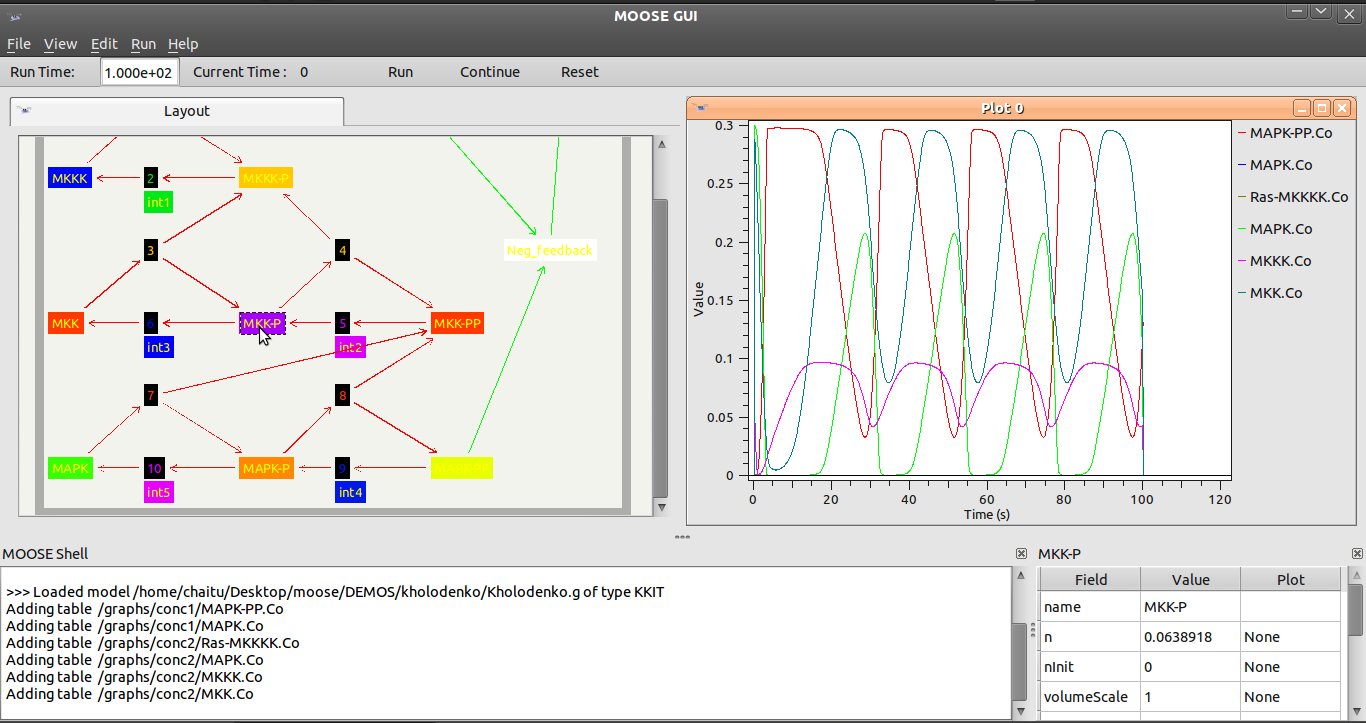 MOOSE GUI
File View Edit Run Help
Run Time: 1.000e+02 Current Time : 0 Run Continue Reset
Layout
MKKK 2 MKKK-P
int1
3 4 Neg_feedback
MKK 6 MKK-P 5 MKK-PP
int3 int2
7 8
MAPK 10 MAPK-P 9
int5 int4
Plot 0
0.3
0.25
0.2
0.15
0.1
0.05
0
Value
0 20 40 60 80 100 120
Time (s)
MAPK-PP.Co
MAPK.Co
Ras-MKKKK.Co
MAPK.Co
MKKK.Co
MKK.Co
MOOSE Shell
>>> Loaded model /home/chaitu/Desktop/moose/DEMOS/kholodenko/Kholodenko.g of type KKIT
Adding table /graphs/conc1/MAPK-PP.Co
Adding table /graphs/conc1/MAPK.Co
Adding table /graphs/conc2/Ras-MKKKK.Co
Adding table /graphs/conc2/MAPK.Co
Adding table /graphs/conc2/MKKK.Co
Adding table /graphs/conc2/MKK.Co
MKK-P
Field Value Plot
name MKK-P
n 0.0638918 None
nInit 0 None
volumeScale 1 None